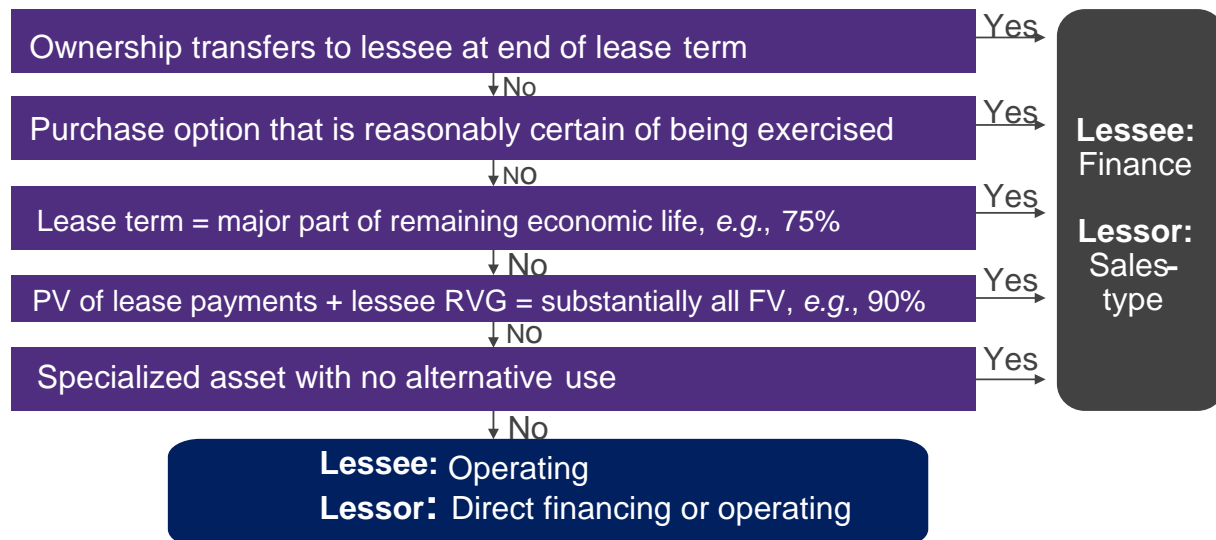 Ownership transfers to lessee at end of lease term
Yes
No
Purchase option that is reasonably certain of being exercised
Yes
No
Lease term = major part of remaining economic life, e.g., 75%
Yes
No
PV of lease payments + lessee RVG = substantially all FV, e.g., 90%
Yes
No
Specialized asset with no alternative use
Yes
No
Lessee:
Finance
Lessor:
Sales-
type
Lessee: Operating
Lessor: Direct financing or operating